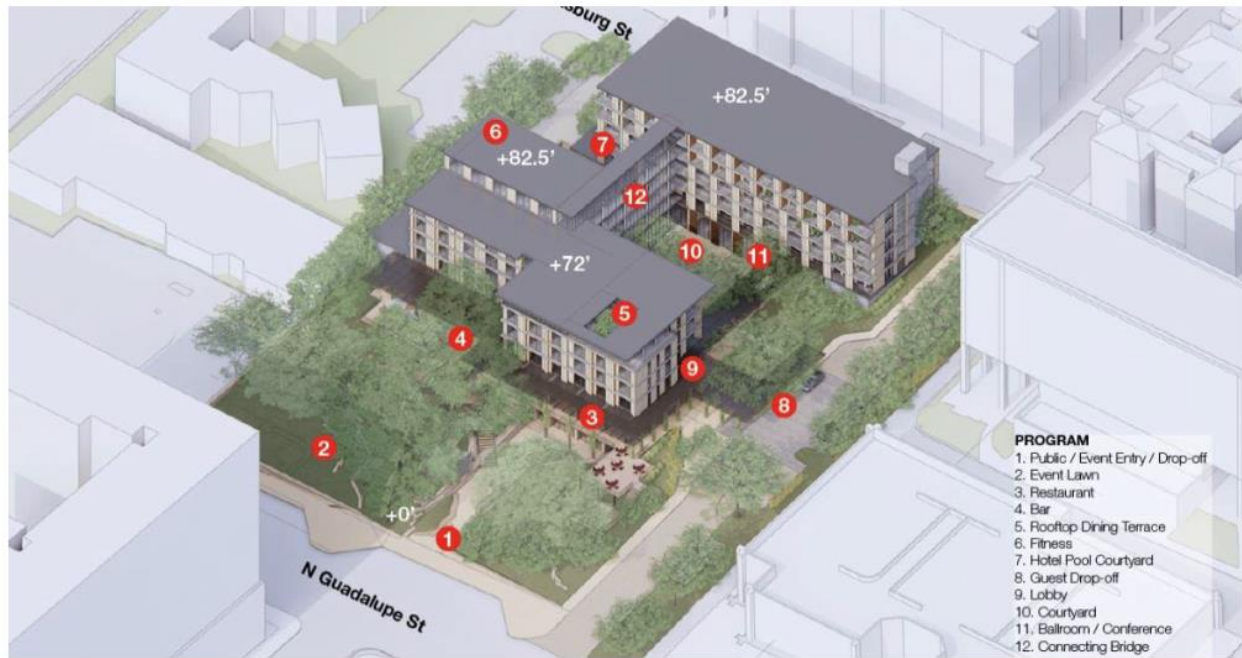 sburg St
+82.5'
6
+82.5'
7
12
10
11
+72'
5
4
9
3
8
2
+0'
1
N Guadalupe St
PROGRAM
1. Public / Event Entry / Drop-off
2. Event Lawn
3. Restaurant
4. Bar
5. Rooftop Dining Terrace
6. Fitness
7. Hotel Pool Courtyard
8. Guest Drop-off
9. Lobby
10. Courtyard
11. Ballroom / Conference
12. Connecting Bridge